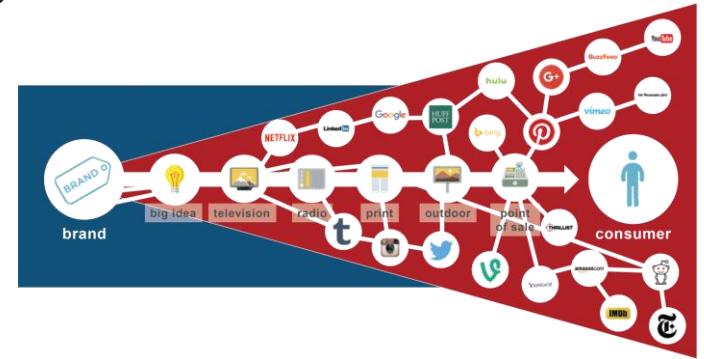 YouTube
BuzzFeed
G+
hulu
vimeo
Google
HUFF
POST
LinkedIn
bing
NETFLIX
BRAND
big idea
television
radio
print
outdoor
point
of sale
brand
consumer
THRILLIST
t
YAHOO!
amazon.com
IMDb
T